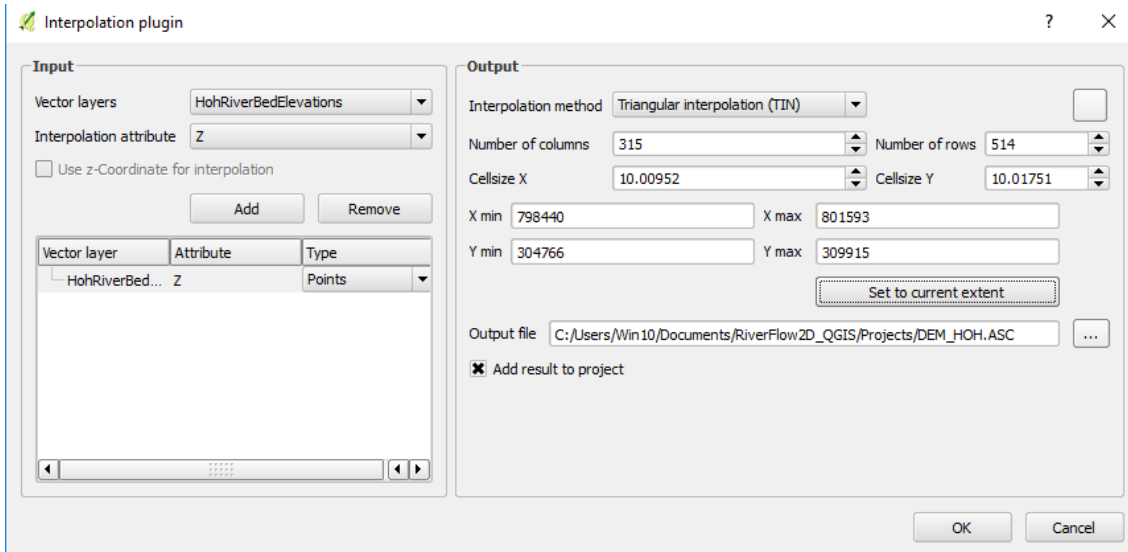 Interpolation plugin
?
Input
Vector layers HohRiverBedElevations
Interpolation attribute Z
Use z-Coordinate for interpolation
Add Remove
Vector layer Attribute Type
HohRiverBed... Z Points
Output
Interpolation method Triangular interpolation (TIN)
Number of columns 315 Number of rows 514
Cellsize X 10.00952 Cellsize Y 10.01751
X min 798440 X max 801593
Y min 304766 Y max 309915
Set to current extent
Output file C:/Users/Win10/Documents/RiverFlow2D_QGIS/Projects/DEM_HOH.ASC ...
Add result to project
OK Cancel